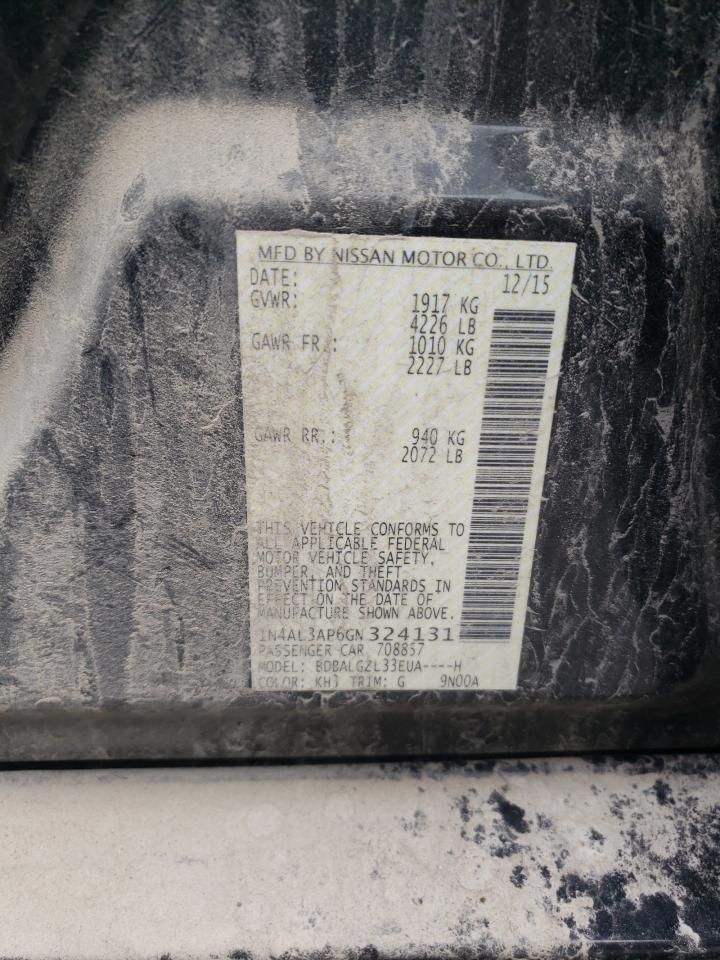 MFD BY NISSAN MOTOR CO., LTD.
DATE: 12/15
GVWR: 1917 KG
4226 LB
GAWR FR.: 1010 KG
2227 LB
GAWR RR.: 940 KG
2072 LB
THIS VEHICLE CONFORMS TO
ALL APPLICABLE FEDERAL
MOTOR VEHICLE SAFETY,
BUMPER, AND THEFT
PREVENTION STANDARDS IN
EFFECT ON THE DATE OF
MANUFACTURE SHOWN ABOVE.
1N4AL3AP6GN324131
PASSENGER CAR 708857
MODEL: BDBALGZL33EUA----H
COLOR: KH3 TRIM: G 9N00A